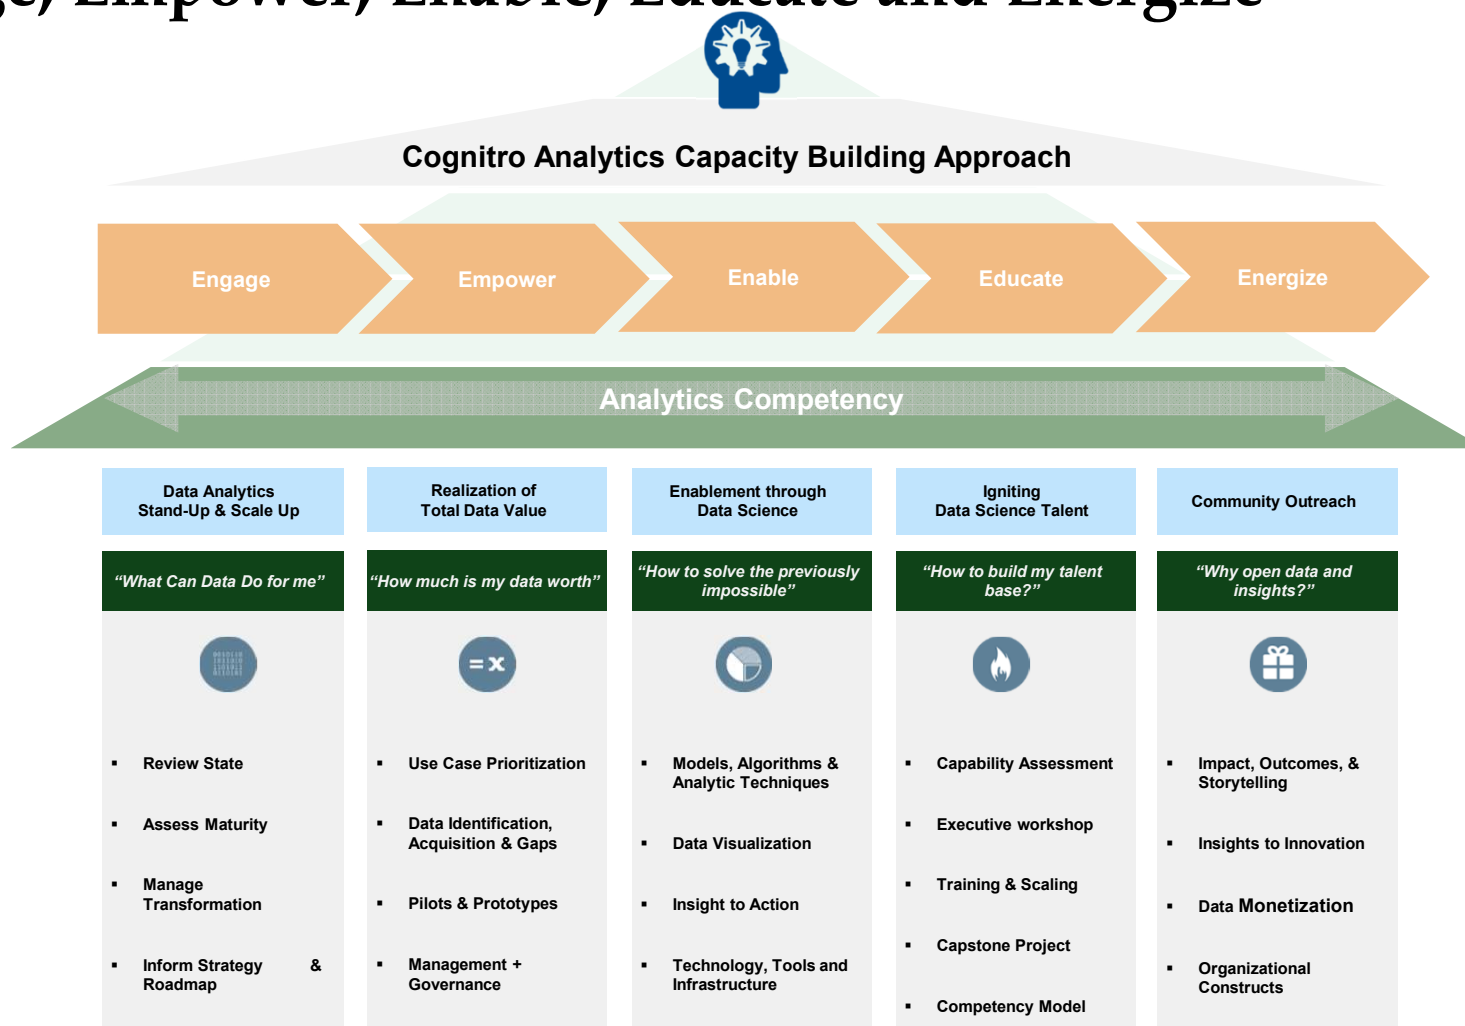 Empower, Enable, Educate and Energize
Cognitro Analytics Capacity Building Approach
Engage
Empower
Enable
Educate
Energize
Analytics Competency
Data Analytics
Stand-Up & Scale Up
“What Can Data Do for me”
▪ Review State
▪ Assess Maturity
▪ Manage
Transformation
▪ Inform Strategy &
Roadmap
Realization of
Total Data Value
“How much is my data worth”
= x
▪ Use Case Prioritization
▪ Data Identification,
Acquisition & Gaps
▪ Pilots & Prototypes
▪ Management +
Governance
Enablement through
Data Science
“How to solve the previously
impossible”
▪ Models, Algorithms &
Analytic Techniques
▪ Data Visualization
▪ Insight to Action
▪ Technology, Tools and
Infrastructure
Igniting
Data Science Talent
“How to build my talent
base?”
▪ Capability Assessment
▪ Executive workshop
▪ Training & Scaling
▪ Capstone Project
▪ Competency Model
Community Outreach
“Why open data and
insights?”
▪ Impact, Outcomes, &
Storytelling
▪ Insights to Innovation
▪ Data Monetization
▪ Organizational
Constructs